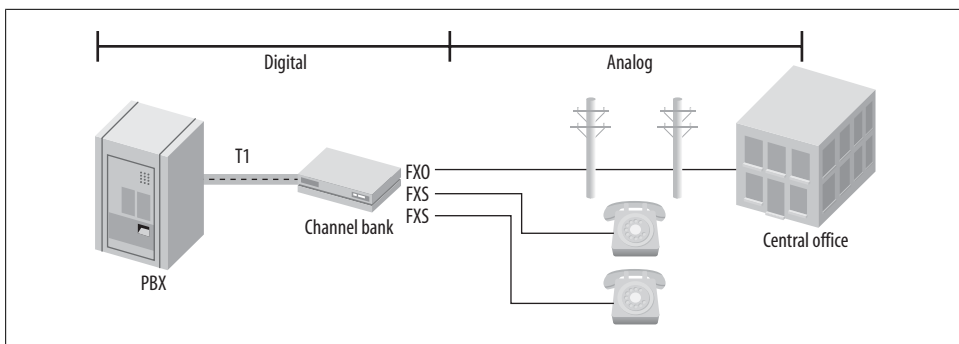 Digital
Analog
T1
FXO
FXS
FXS
Channel bank
PBX
Central office